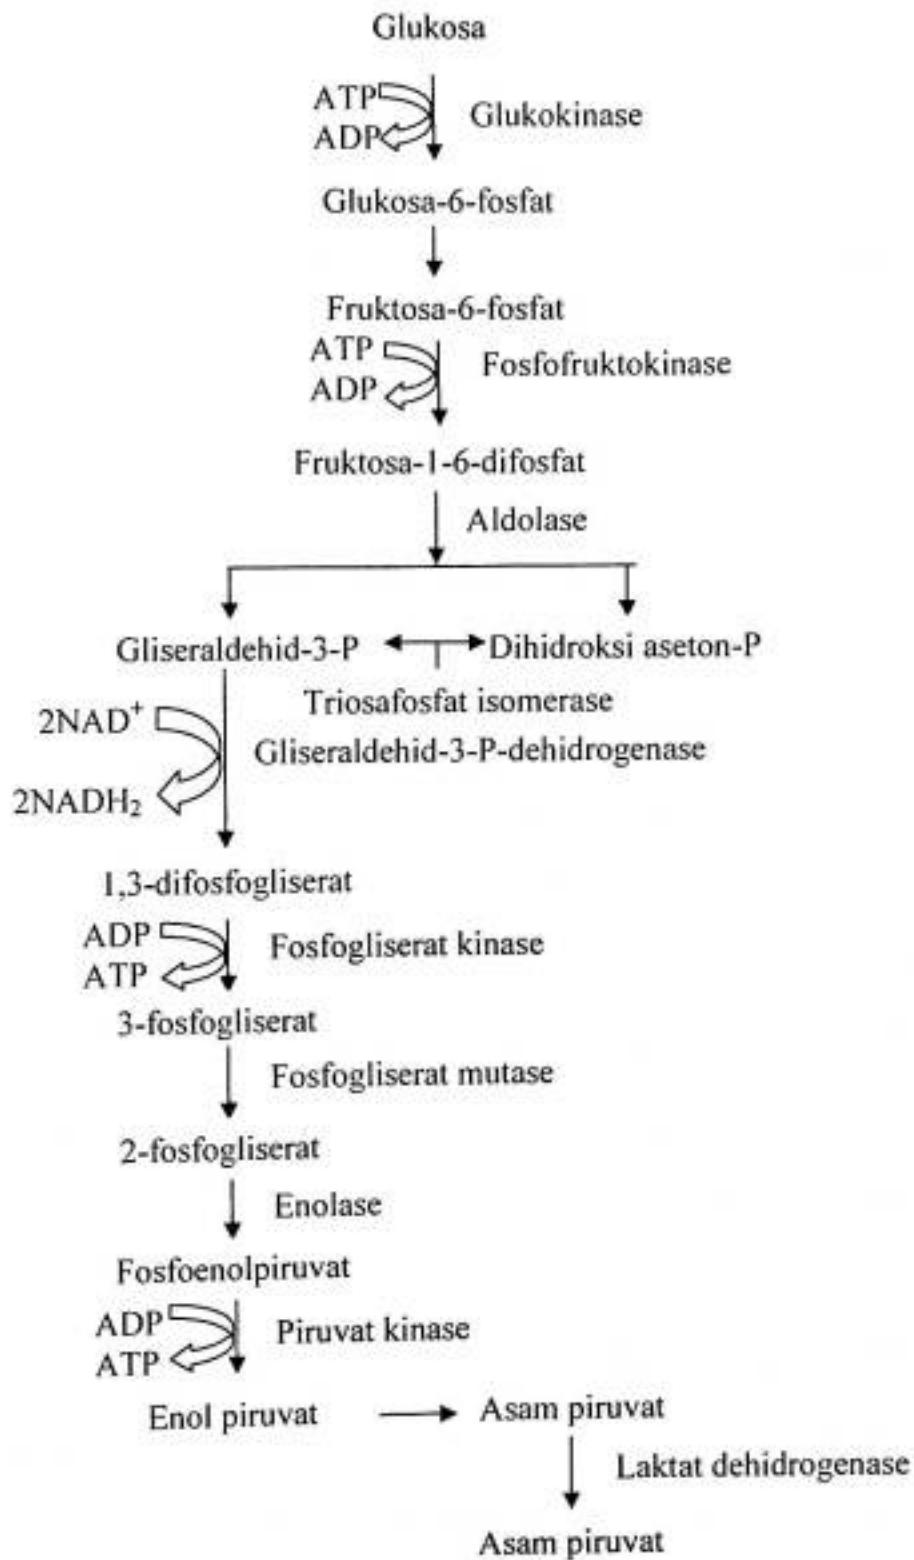 Glukosa
ATP
Glukokinase
ADP
Glukosa-6-fosfat
Fruktosa-6-fosfat
ATP
Fosfofruktokinase
ADP
Fruktosa-1-6-difosfat
Aldolase
Gliseraldehid-3-P
Dihidroksi aseton-P
Triosafosfat isomerase
2NAD⁺
Gliseraldehid-3-P-dehidrogenase
2NADH₂
1,3-difosfogliserat
ADP
Fosfogliserat kinase
ATP
3-fosfogliserat
Fosfogliserat mutase
2-fosfogliserat
Enolase
Fosfoenolpiruvat
ADP
Piruvat kinase
ATP
Enol piruvat
Asam piruvat
Laktat dehidrogenase
Asam piruvat